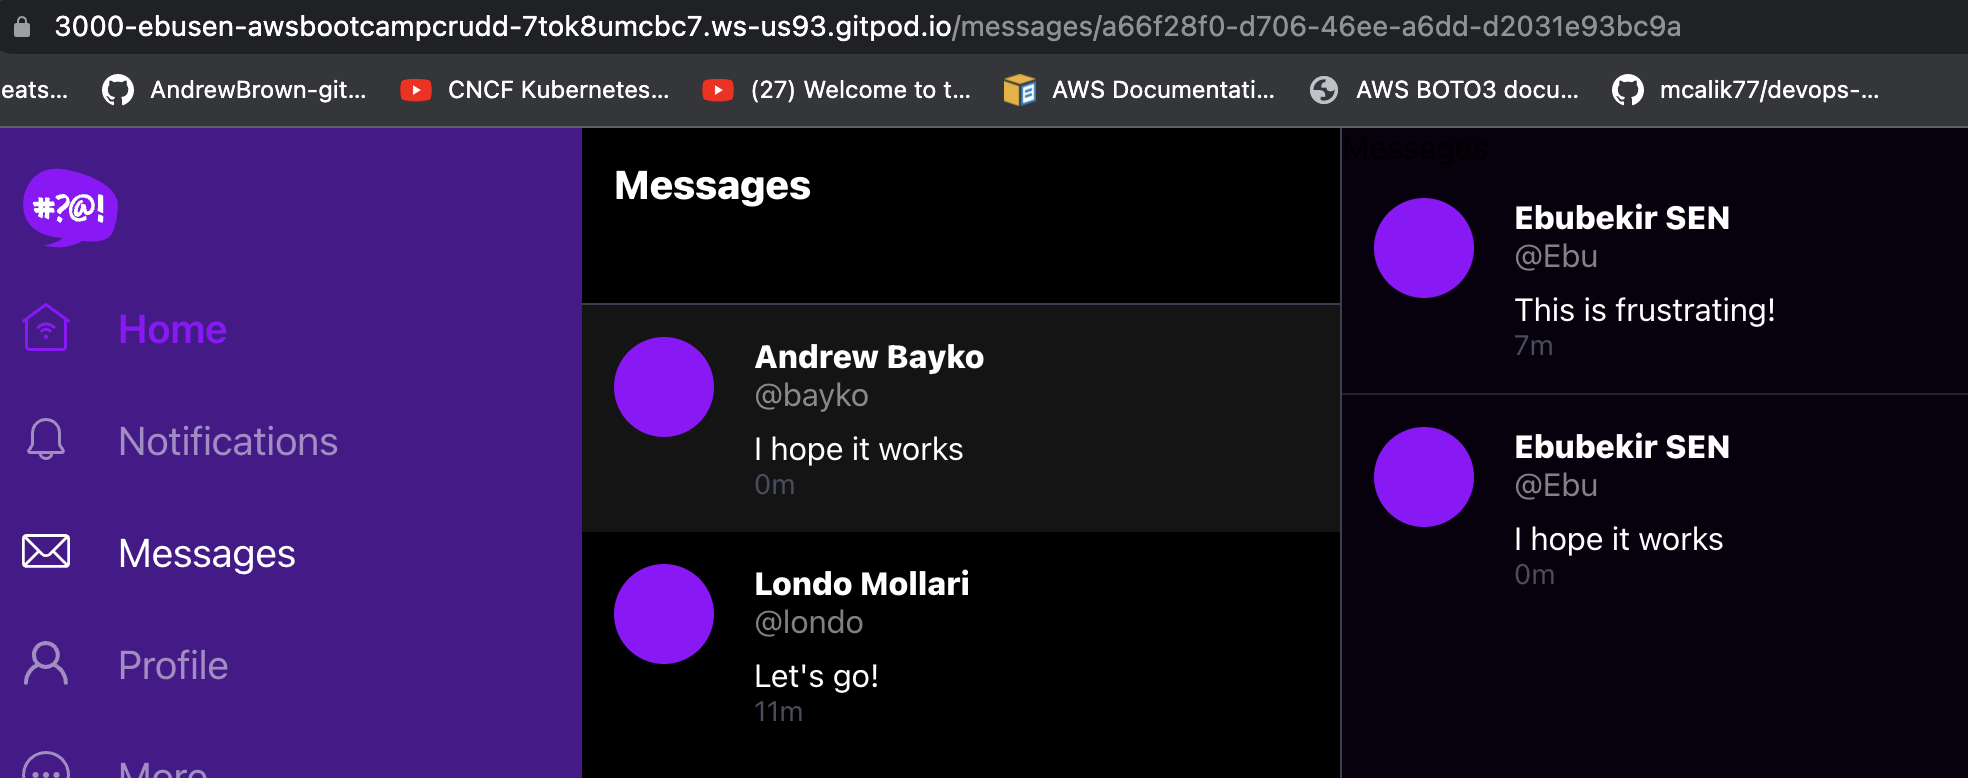 3000-ebusen-awsbootcampcrudd-7tok8umcbc7.ws-us93.gitpod.io/messages/a66f28f0-d706-46ee-a6dd-d2031e93bc9a
eats... AndrewBrown-git... CNCF Kubernetes... (27) Welcome to t... AWS Documentati... AWS BOTO3 docu... mcalik77/devops-...
#?@!
Home
Notifications
Messages
Profile
More
Messages
Andrew Bayko
@bayko
I hope it works
0m
Londo Mollari
@londo
Let's go!
11m
Messages
Ebubekir SEN
@Ebu
This is frustrating!
7m
Ebubekir SEN
@Ebu
I hope it works
0m